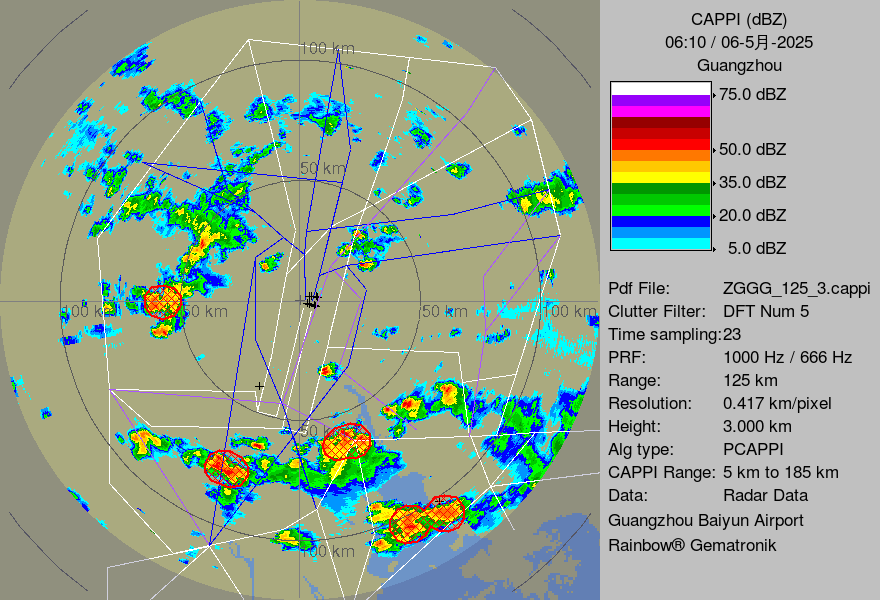 CAPPI (dBZ)
06:10 / 06-5月-2025
Guangzhou
75.0 dBZ
50.0 dBZ
35.0 dBZ
20.0 dBZ
5.0 dBZ
Pdf File: ZGGG_125_3.cappi
Clutter Filter: DFT Num 5
Time sampling:23
PRF: 1000 Hz / 666 Hz
Range: 125 km
Resolution: 0.417 km/pixel
Height: 3.000 km
Alg type: PCAPPI
CAPPI Range: 5 km to 185 km
Data: Radar Data
Guangzhou Baiyun Airport
Rainbow® Gematronik
100 km
50 km
100 km
50 km
50 km
100 km
50 km
100 km